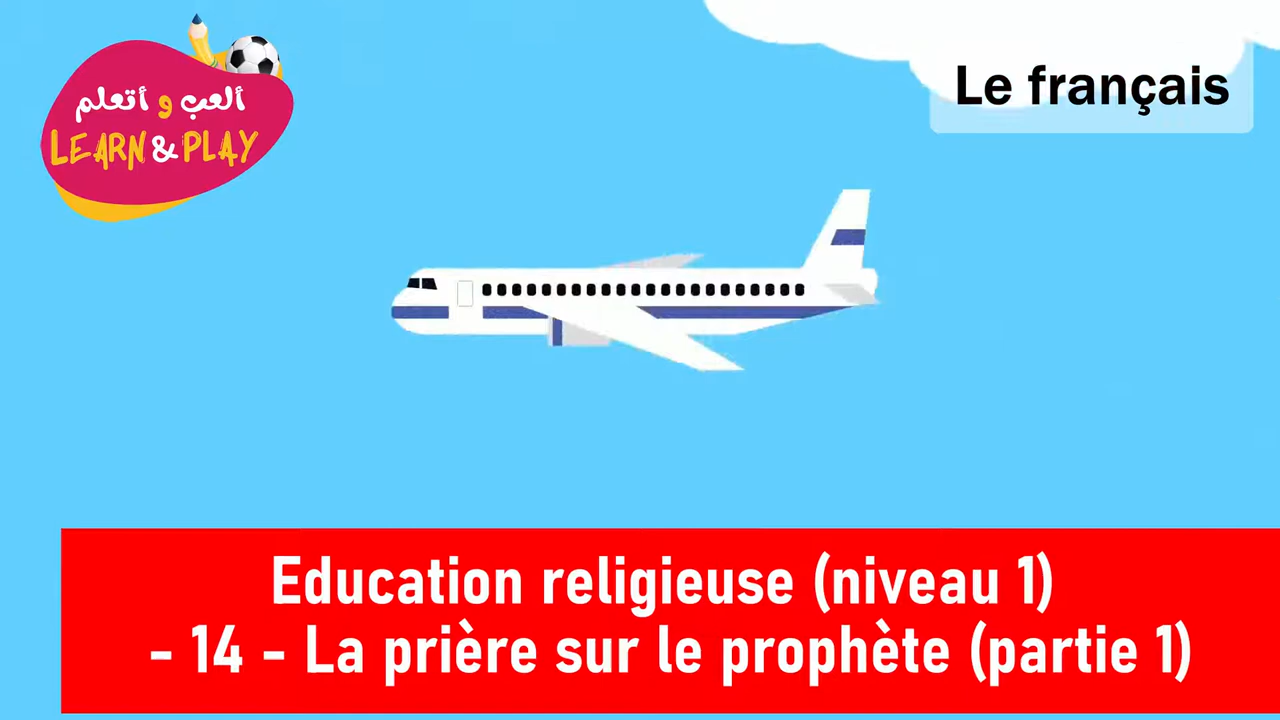 ألعب و أتعلم
LEARN & PLAY
Le français
Education religieuse (niveau 1)
- 14 - La prière sur le prophète (partie 1)